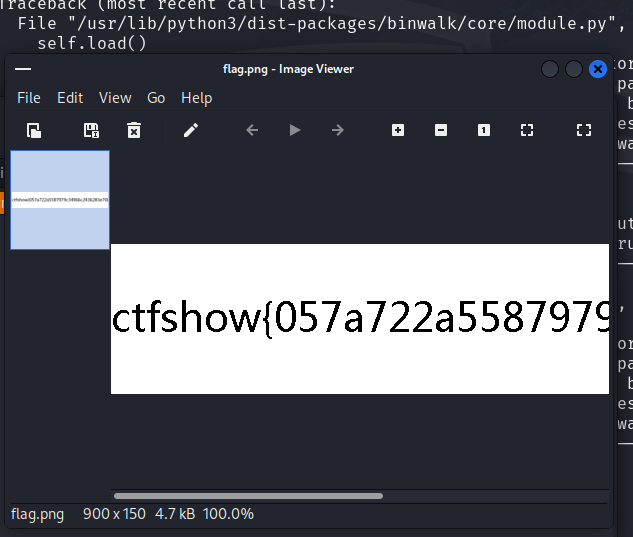 Traceback (most recent call last):
File "/usr/lib/python3/dist-packages/binwalk/core/module.py",
self.load()
flag.png - Image Viewer
File Edit View Go Help
ctfshow{057a722a5587979
flag.png 900 x 150 4.7 kB 100.0%